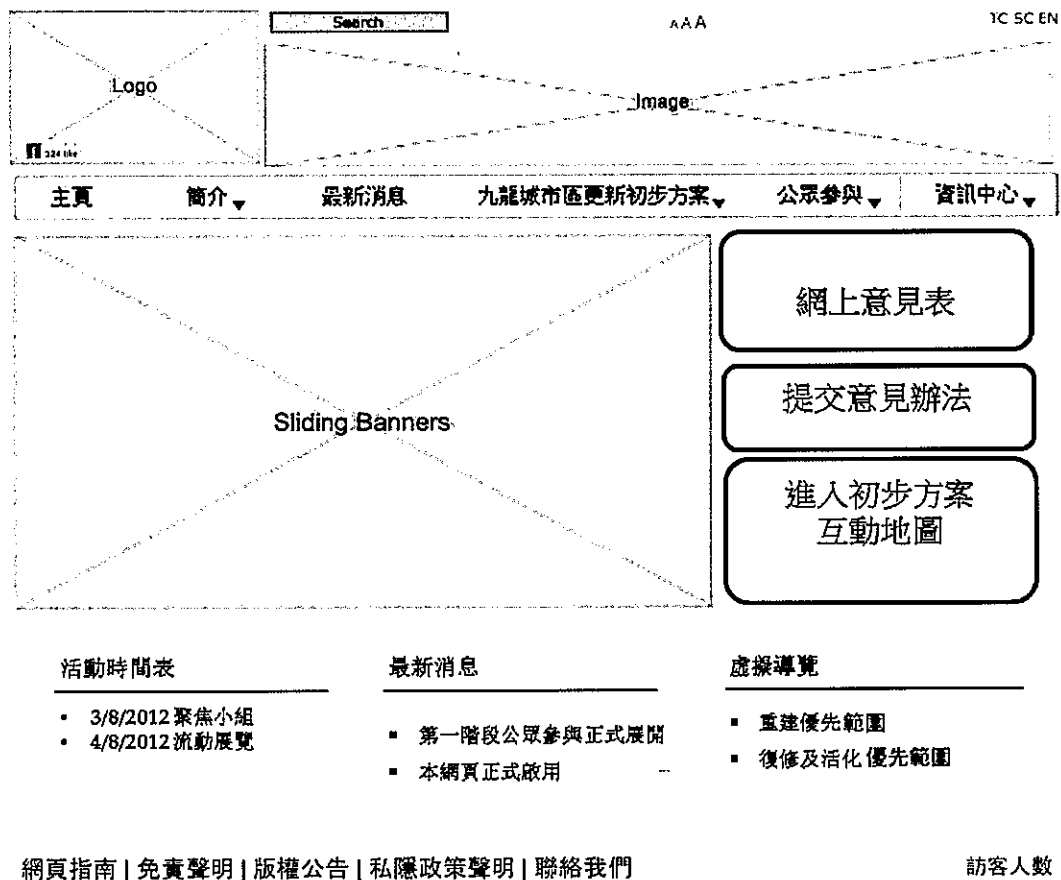 Search
AAA
TC SC EN
Logo
Image
324 like
主頁
簡介
最新消息
九龍城市區更新初步方案
公眾參與
資訊中心
Sliding Banners
網上意見表
提交意見辦法
進入初步方案
互動地圖
活動時間表
3/8/2012 聚焦小組
4/8/2012 流動展覽
最新消息
第一階段公眾參與正式展開
本網頁正式啟用
虛擬導覽
重建優先範圍
復修及活化優先範圍
網頁指南 | 免責聲明 | 版權公告 | 私隱政策聲明 | 聯絡我們
訪客人数